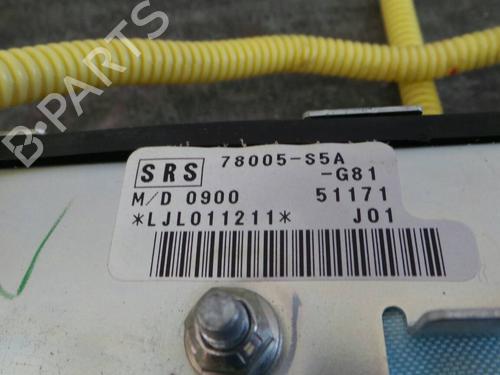 B-PARTS
SRS 78005-S5A
-G81
M/D 0900 51171
*LJL011211* J01